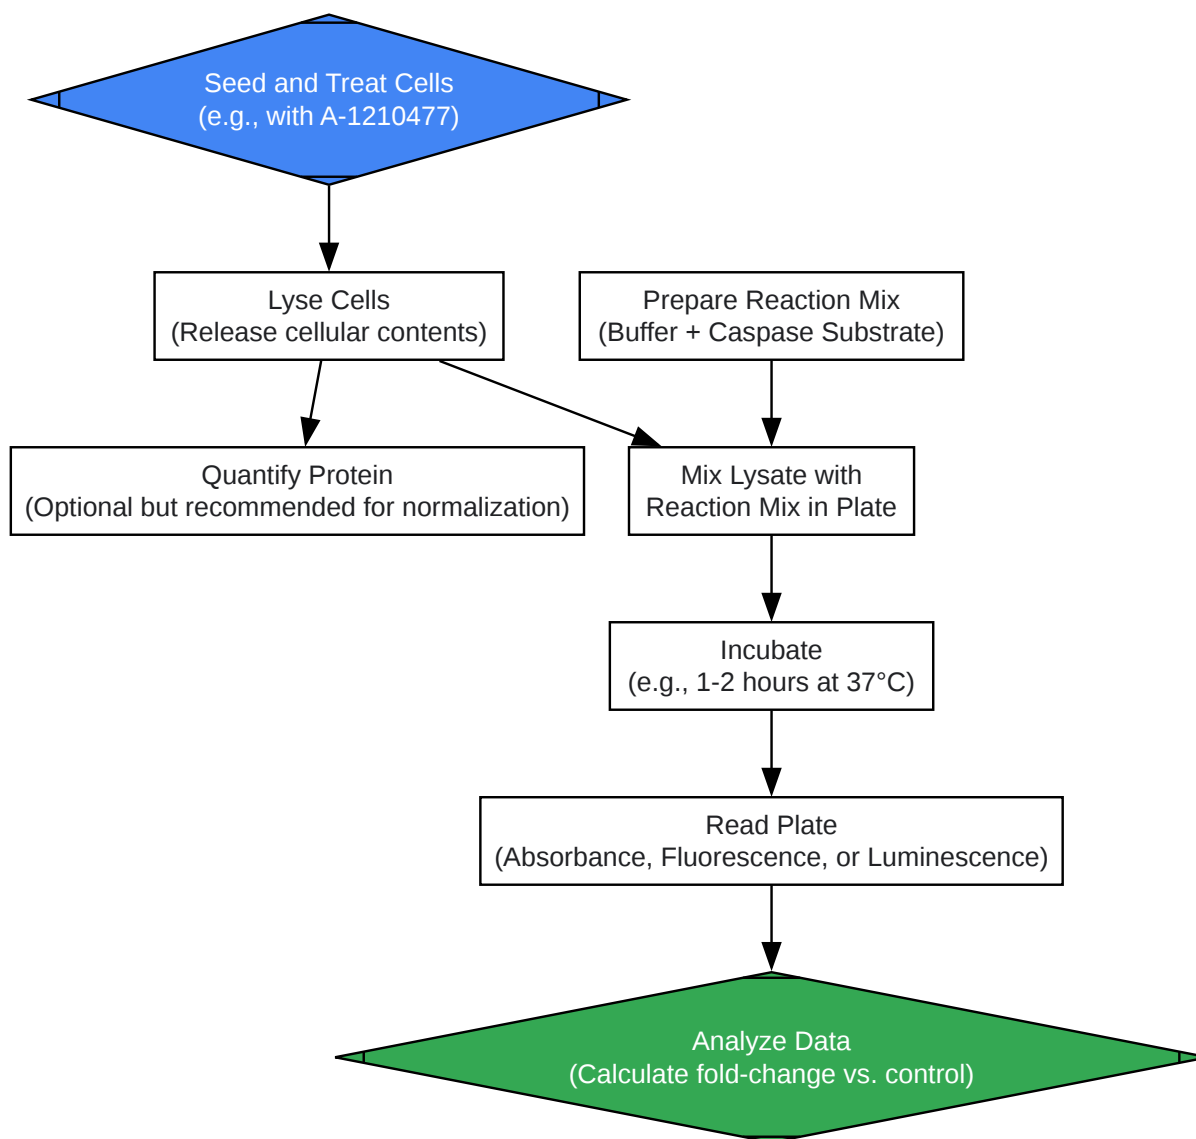 Seed and Treat Cells
(e.g., with A-1210477)
Lyse Cells
(Release cellular contents)
Prepare Reaction Mix
(Buffer + Caspase Substrate)
Quantify Protein
(Optional but recommended for normalization)
Mix Lysate with
Reaction Mix in Plate
Incubate
(e.g., 1-2 hours at 37°C)
Read Plate
(Absorbance, Fluorescence, or Luminescence)
Analyze Data
(Calculate fold-change vs. control)